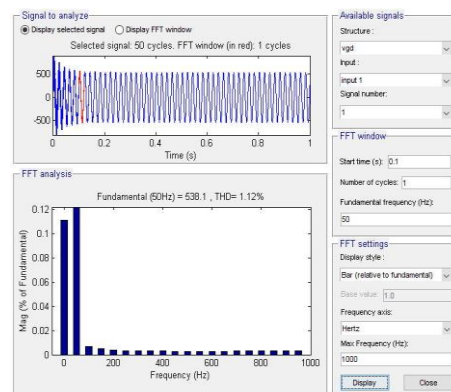 Signal to analyze
Display selected signal Display FFT window
Selected signal: 50 cycles. FFT window (in red): 1 cycles
500
0
-500
0 0.2 0.4 0.6 0.8 1
Time (s)
FFT analysis
Fundamental (50Hz) = 538.1 , THD= 1.12%
0.12
0.1
0.08
0.06
0.04
0.02
0
Mag (% of Fundamental)
0 200 400 600 800 1000
Frequency (Hz)
Available signals
Structure :
vgd
Input :
input 1
Signal number:
1
FFT window
Start time (s): 0.1
Number of cycles: 1
Fundamental frequency (Hz):
50
FFT settings
Display style :
Bar (relative to fundamental)
Base value: 1.0
Frequency axis:
Hertz
Max Frequency (Hz):
1000
Display Close